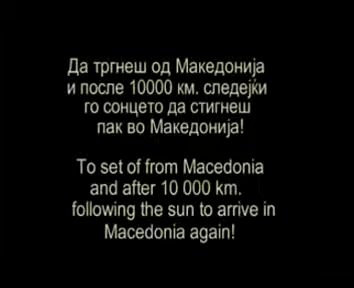 Да тргнеш од Македонија
и после 10000 км. следејќи
го сонцето да стигнеш
пак во Македонија!
To set of from Macedonia
and after 10 000 km.
following the sun to arrive in
Macedonia again!